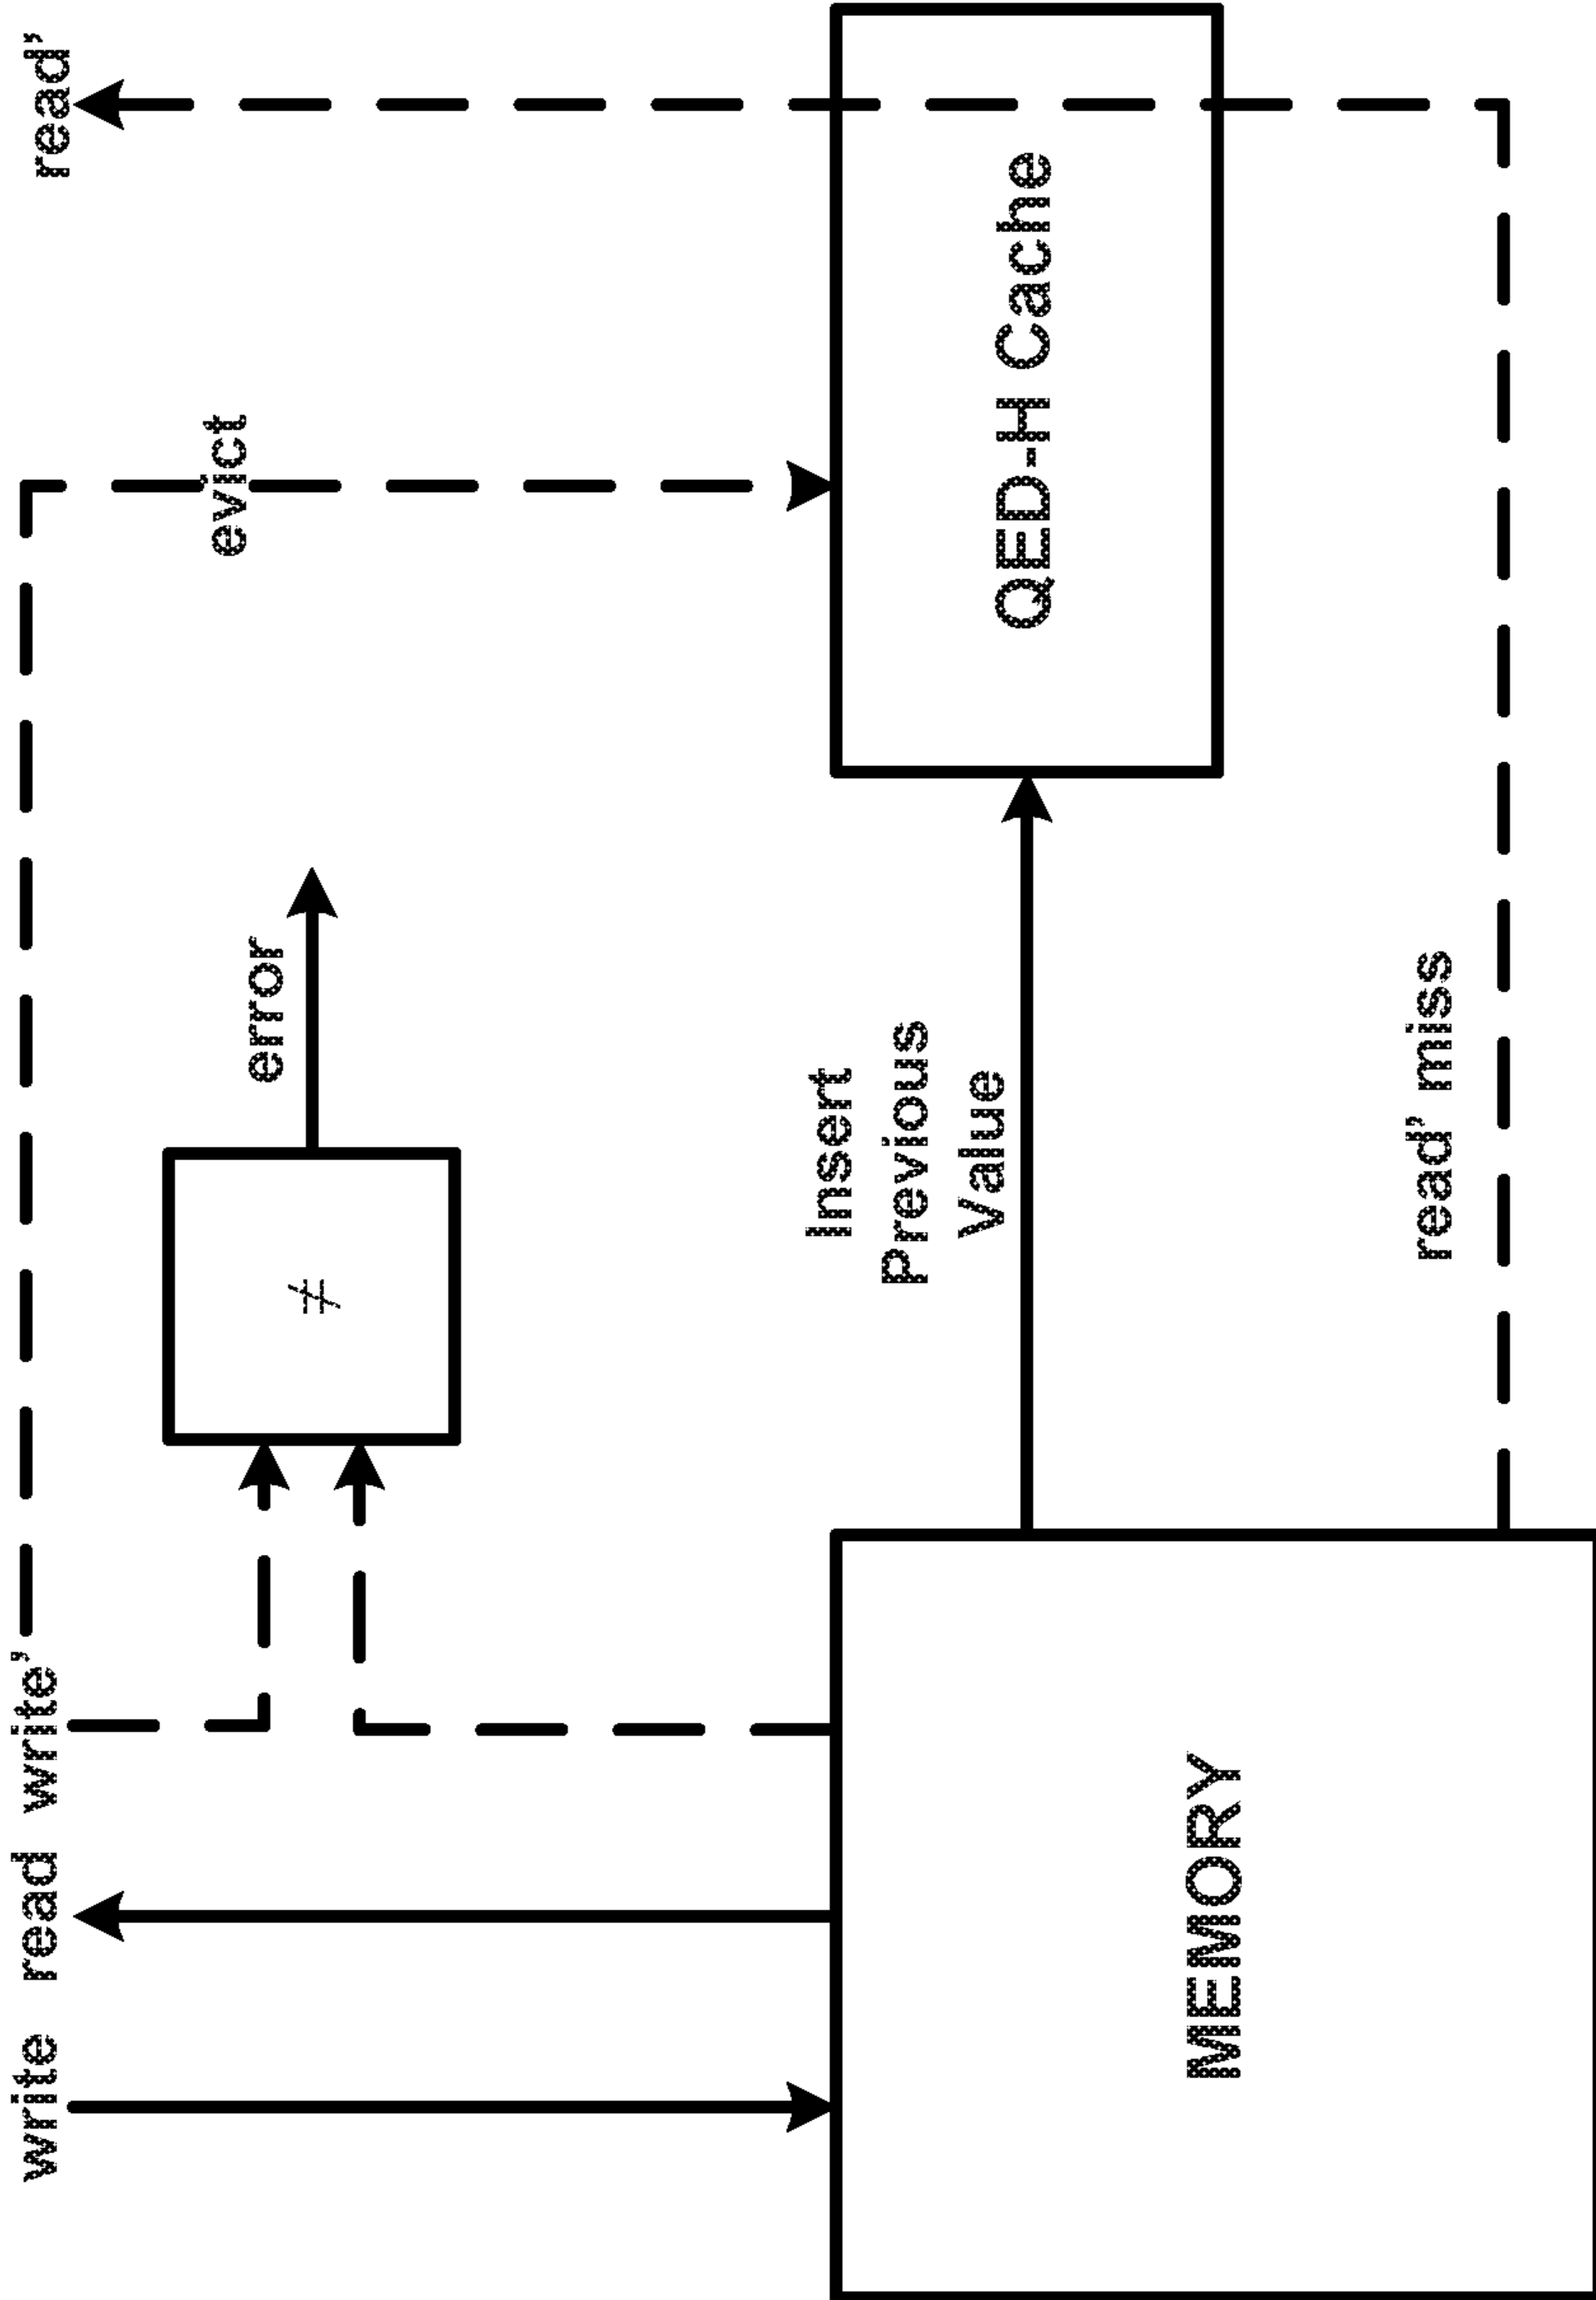 write read write' read'
evict
error
≠
Insert
Previous
Value
QED-H Cache
MEMORY
read' miss